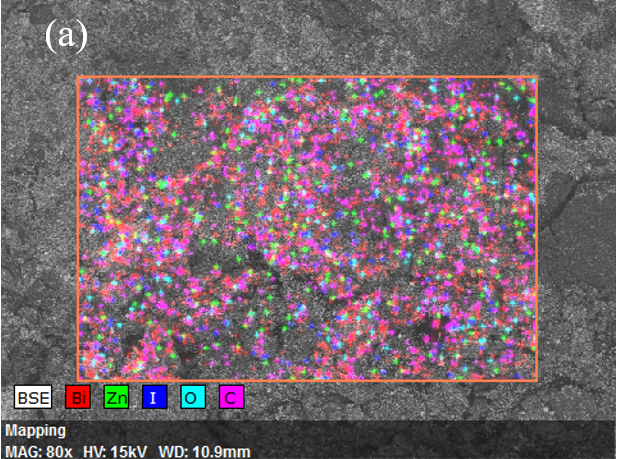 (a)
BSE Bi Zn I O C
Mapping
MAG: 80x HV: 15kV WD: 10.9mm